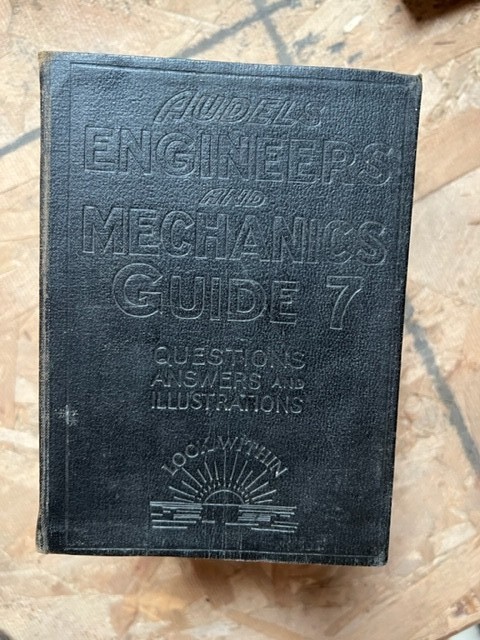 AUDELS
ENGINEERS
AND
MECHANICS
GUIDE 7
QUESTIONS
ANSWERS AND
ILLUSTRATIONS
LOOK WITHIN